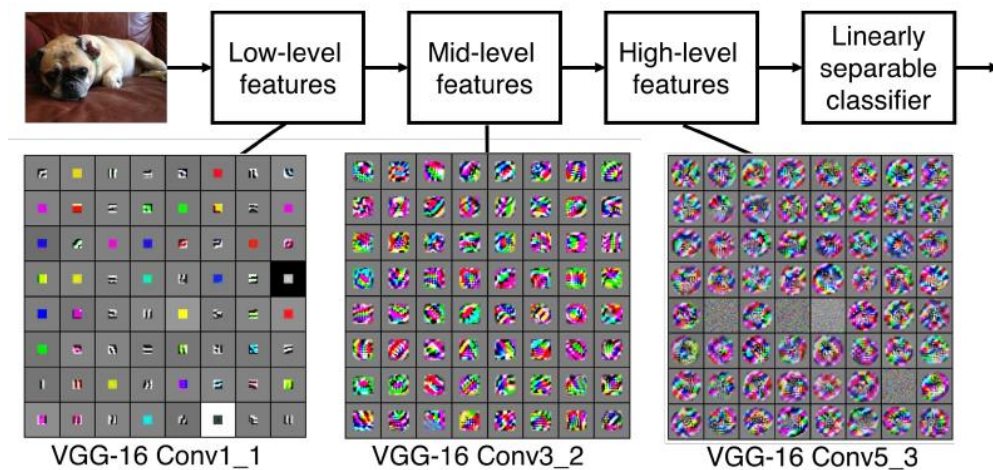 Low-level
features
Mid-level
features
High-level
features
Linearly
separable
classifier
VGG-16 Conv1_1
VGG-16 Conv3_2
VGG-16 Conv5_3